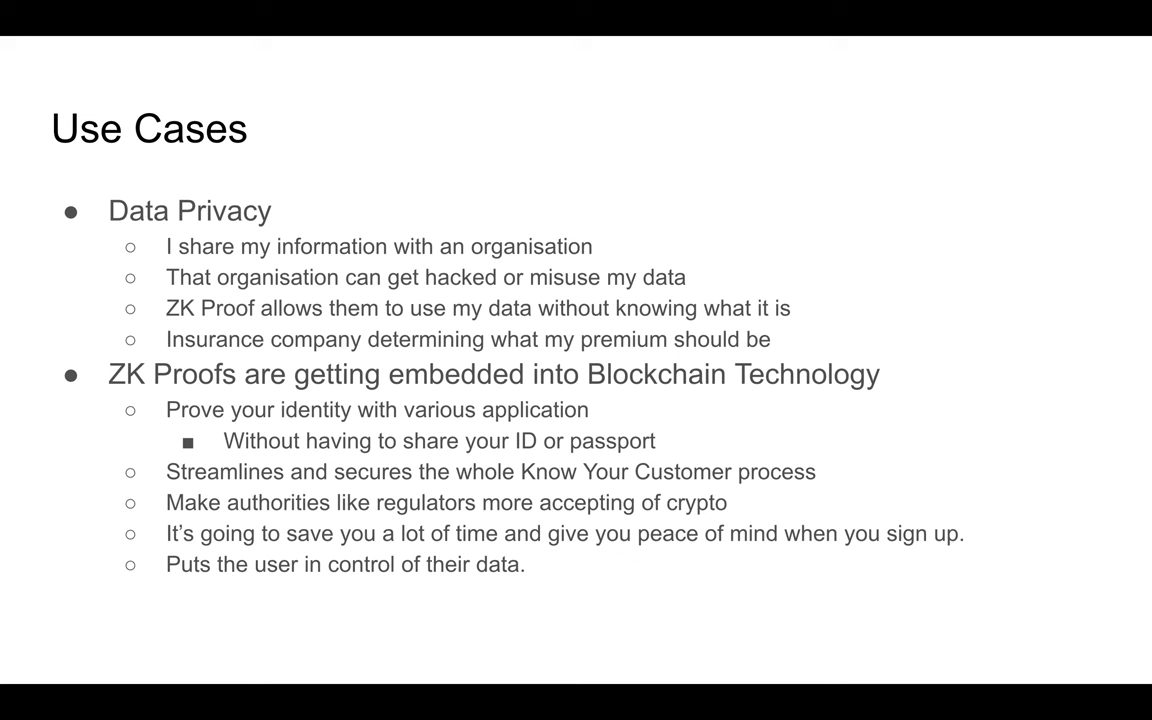 Use Cases
● Data Privacy
○ I share my information with an organisation
○ That organisation can get hacked or misuse my data
○ ZK Proof allows them to use my data without knowing what it is
○ Insurance company determining what my premium should be
● ZK Proofs are getting embedded into Blockchain Technology
○ Prove your identity with various application
■ Without having to share your ID or passport
○ Streamlines and secures the whole Know Your Customer process
○ Make authorities like regulators more accepting of crypto
○ It’s going to save you a lot of time and give you peace of mind when you sign up.
○ Puts the user in control of their data.